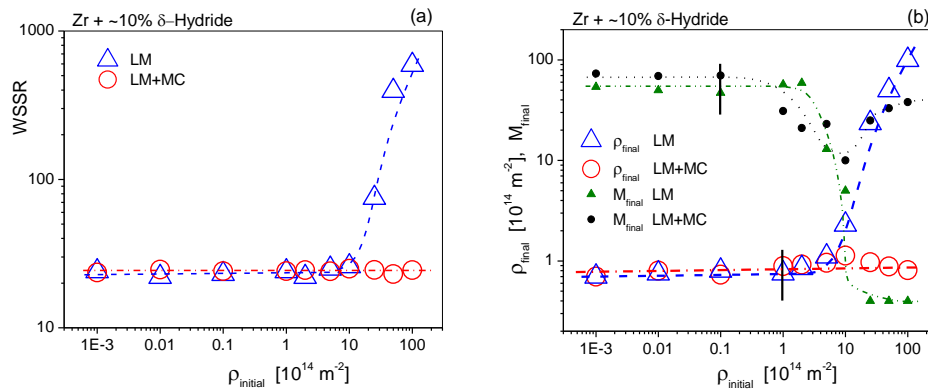 Zr + ~10% δ–Hydride
(a)
1000
100
10
WSSR
LM
LM+MC
1E-3 0.01 0.1 1 10 100
ρinitial [10^14 m^-2]
Zr + ~10% δ-Hydride
(b)
100
10
1
ρfinal [10^14 m^-2], Mfinal
ρfinal LM
ρfinal LM+MC
Mfinal LM
Mfinal LM+MC
1E-3 0.01 0.1 1 10 100
ρinitial [10^14 m^-2]